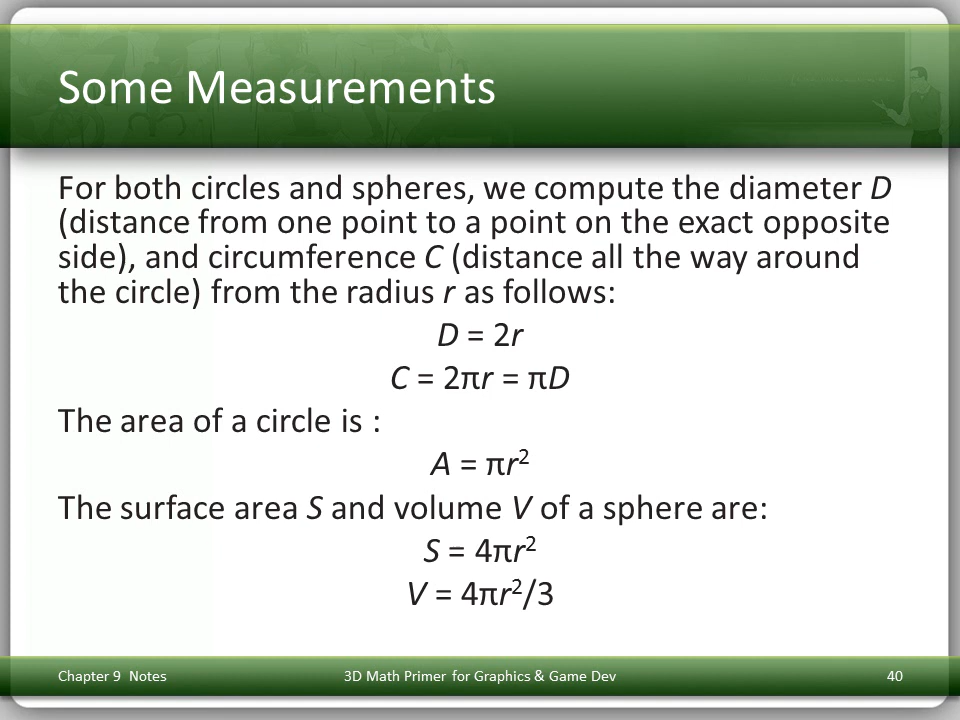 Some Measurements
For both circles and spheres, we compute the diameter D
(distance from one point to a point on the exact opposite
side), and circumference C (distance all the way around
the circle) from the radius r as follows:
D = 2r
C = 2πr = πD
The area of a circle is :
A = πr²
The surface area S and volume V of a sphere are:
S = 4πr²
V = 4πr²/3
Chapter 9 Notes
3D Math Primer for Graphics & Game Dev
40